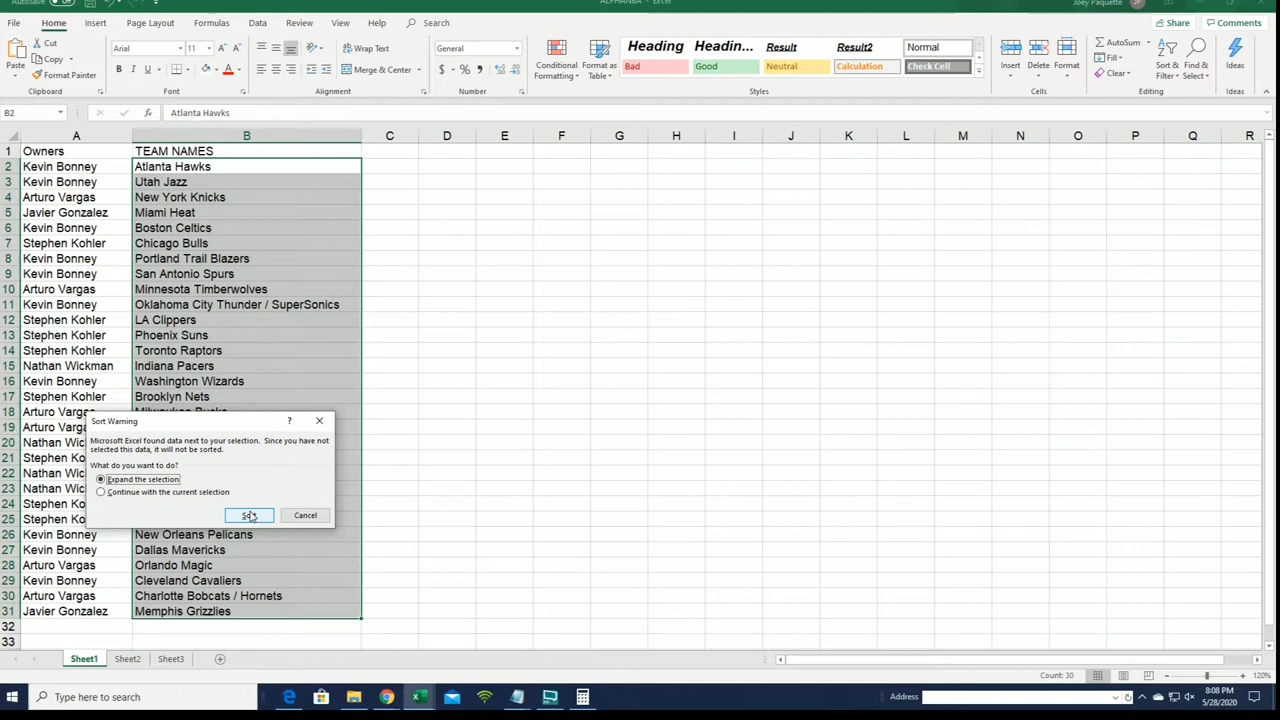 AutoSave
ALPHANBA - Excel
Joey Paquette
JP
File Home Insert Page Layout Formulas Data Review View Help Search
Share Comments
Paste
Cut
Copy
Format Painter
Clipboard
Arial 11
B I U
Font
Wrap Text
Merge & Center
Alignment
General
$ % 9
Number
Conditional Formatting
Format as Table
Heading Headin... Result Result2 Normal
Bad Good Neutral Calculation Check Cell
Styles
Insert Delete Format
Cells
AutoSum
Fill
Clear
Sort & Filter
Find & Select
Editing
Ideas
Ideas
B2 fx Atlanta Hawks
A B C D E F G H I J K L M N O P Q R
1 Owners TEAM NAMES
2 Kevin Bonney Atlanta Hawks
3 Kevin Bonney Utah Jazz
4 Arturo Vargas New York Knicks
5 Javier Gonzalez Miami Heat
6 Kevin Bonney Boston Celtics
7 Stephen Kohler Chicago Bulls
8 Kevin Bonney Portland Trail Blazers
9 Kevin Bonney San Antonio Spurs
10 Arturo Vargas Minnesota Timberwolves
11 Kevin Bonney Oklahoma City Thunder / SuperSonics
12 Stephen Kohler LA Clippers
13 Stephen Kohler Phoenix Suns
14 Stephen Kohler Toronto Raptors
15 Nathan Wickman Indiana Pacers
16 Kevin Bonney Washington Wizards
17 Stephen Kohler Brooklyn Nets
18 Arturo Vargas Milwaukee Bucks
19 Arturo Varg
20 Nathan Wic
21 Stephen Ko
22 Nathan Wic
23 Nathan Wic
24 Stephen Ko
25 Stephen Ko
26 Kevin Bonney New Orleans Pelicans
27 Kevin Bonney Dallas Mavericks
28 Arturo Vargas Orlando Magic
29 Kevin Bonney Cleveland Cavaliers
30 Arturo Vargas Charlotte Bobcats / Hornets
31 Javier Gonzalez Memphis Grizzlies
32
33
Sort Warning ?
Microsoft Excel found data next to your selection. Since you have not
selected this data, it will not be sorted.
What do you want to do?
Expand the selection
Continue with the current selection
Sort Cancel
Sheet1 Sheet2 Sheet3
Count: 30 120%
Type here to search
Address
8:08 PM
5/28/2020